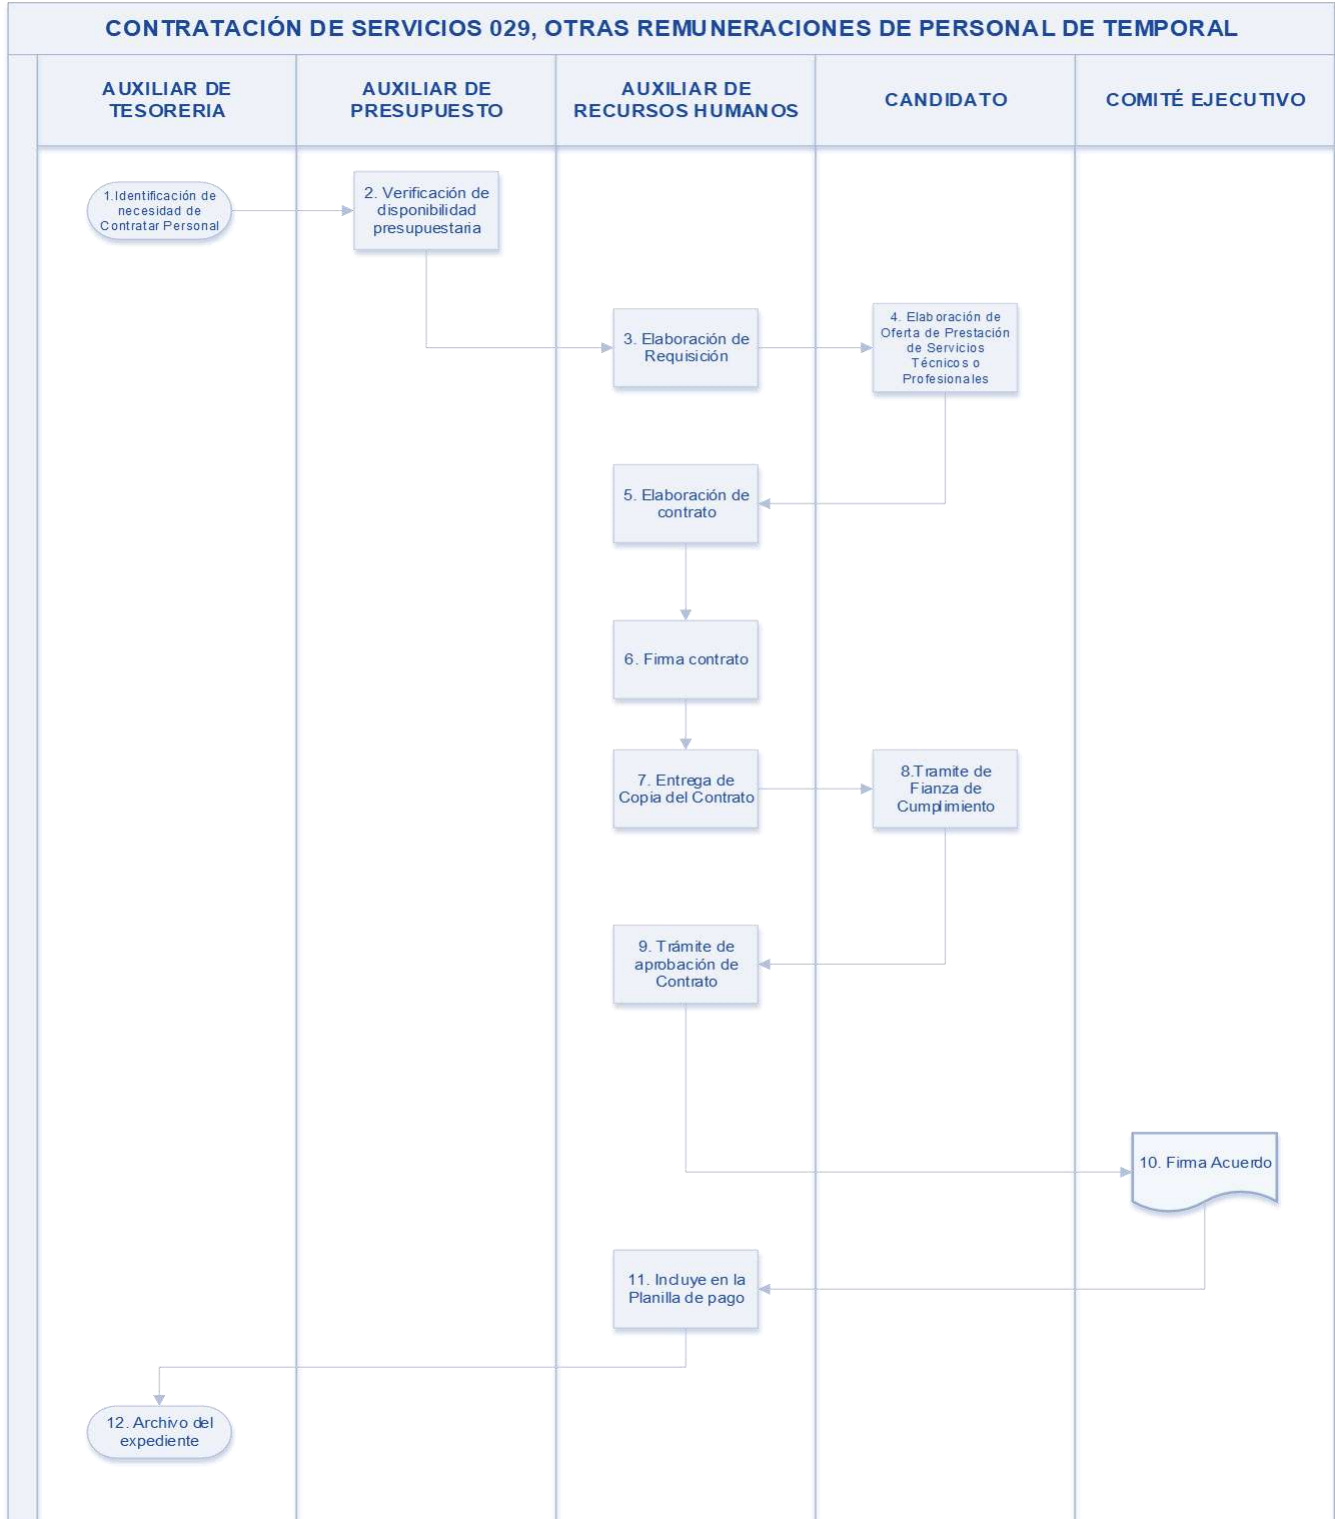 CONTRATACIÓN DE SERVICIOS 029, OTRAS REMUNERACIONES DE PERSONAL DE TEMPORAL
AUXILIAR DE
TESORERIA
AUXILIAR DE
PRESUPUESTO
AUXILIAR DE
RECURSOS HUMANOS
CANDIDATO
COMITÉ EJECUTIVO
1.Identificación de
necesidad de
Contratar Personal
2. Verificación de
disponibilidad
presupuestaria
3. Elaboración de
Requisición
4. Elaboración de
Oferta de Prestación
de Servicios
Técnicos o
Profesionales
5. Elaboración de
contrato
6. Firma contrato
7. Entrega de
Copia del Contrato
8.Tramite de
Fianza de
Cumplimiento
9. Trámite de
aprobación de
Contrato
10. Firma Acuerdo
11. Incluye en la
Planilla de pago
12. Archivo del
expediente